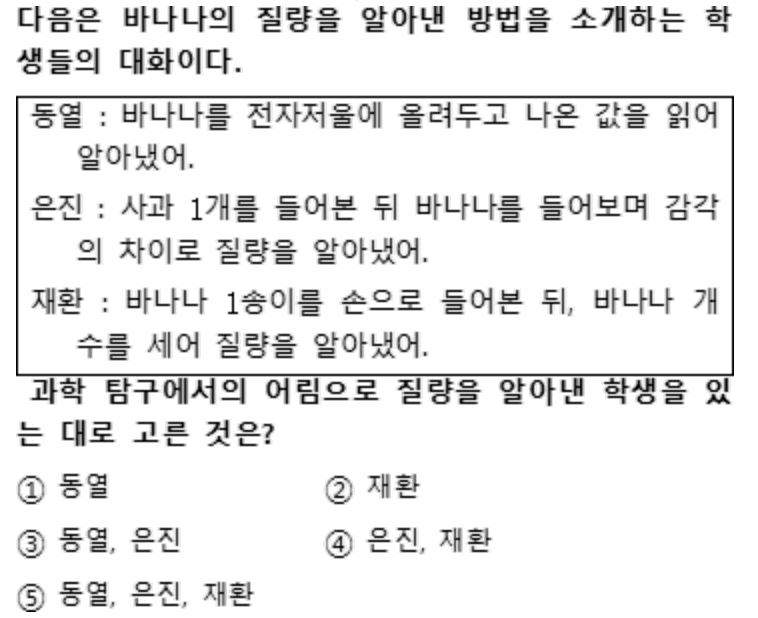 다음은 바나나의 질량을 알아낸 방법을 소개하는 학
생들의 대화이다.
동열 : 바나나를 전자저울에 올려두고 나온 값을 읽어
알아냈어.
은진 : 사과 1개를 들어본 뒤 바나나를 들어보며 감각
의 차이로 질량을 알아냈어.
재환 : 바나나 1송이를 손으로 들어본 뒤, 바나나 개
수를 세어 질량을 알아냈어.
과학 탐구에서의 어림으로 질량을 알아낸 학생을 있
는 대로 고른 것은?
① 동열 ② 재환
③ 동열, 은진 ④ 은진, 재환
⑤ 동열, 은진, 재환